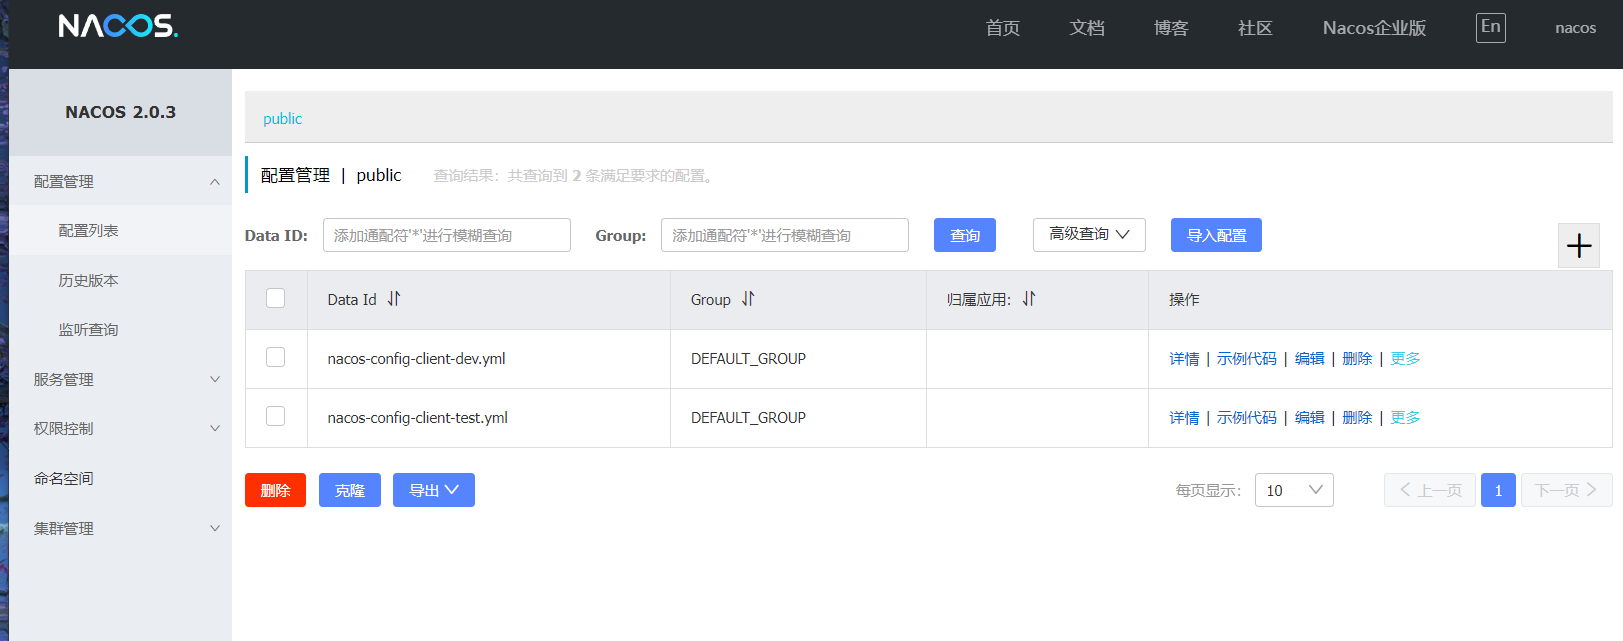 NACOS.
首页 文档 博客 社区 Nacos企业版 En nacos
NACOS 2.0.3
配置管理
配置列表
历史版本
监听查询
服务管理
权限控制
命名空间
集群管理
public
配置管理 | public 查询结果：共查询到 2 条满足要求的配置。
Data ID: 添加通配符'*'进行模糊查询 Group: 添加通配符'*'进行模糊查询 查询 高级查询 导入配置
Data Id Group 归属应用: 操作
nacos-config-client-dev.yml DEFAULT_GROUP 详情 | 示例代码 | 编辑 | 删除 | 更多
nacos-config-client-test.yml DEFAULT_GROUP 详情 | 示例代码 | 编辑 | 删除 | 更多
删除 克隆 导出 每页显示: 10 上一页 1 下一页